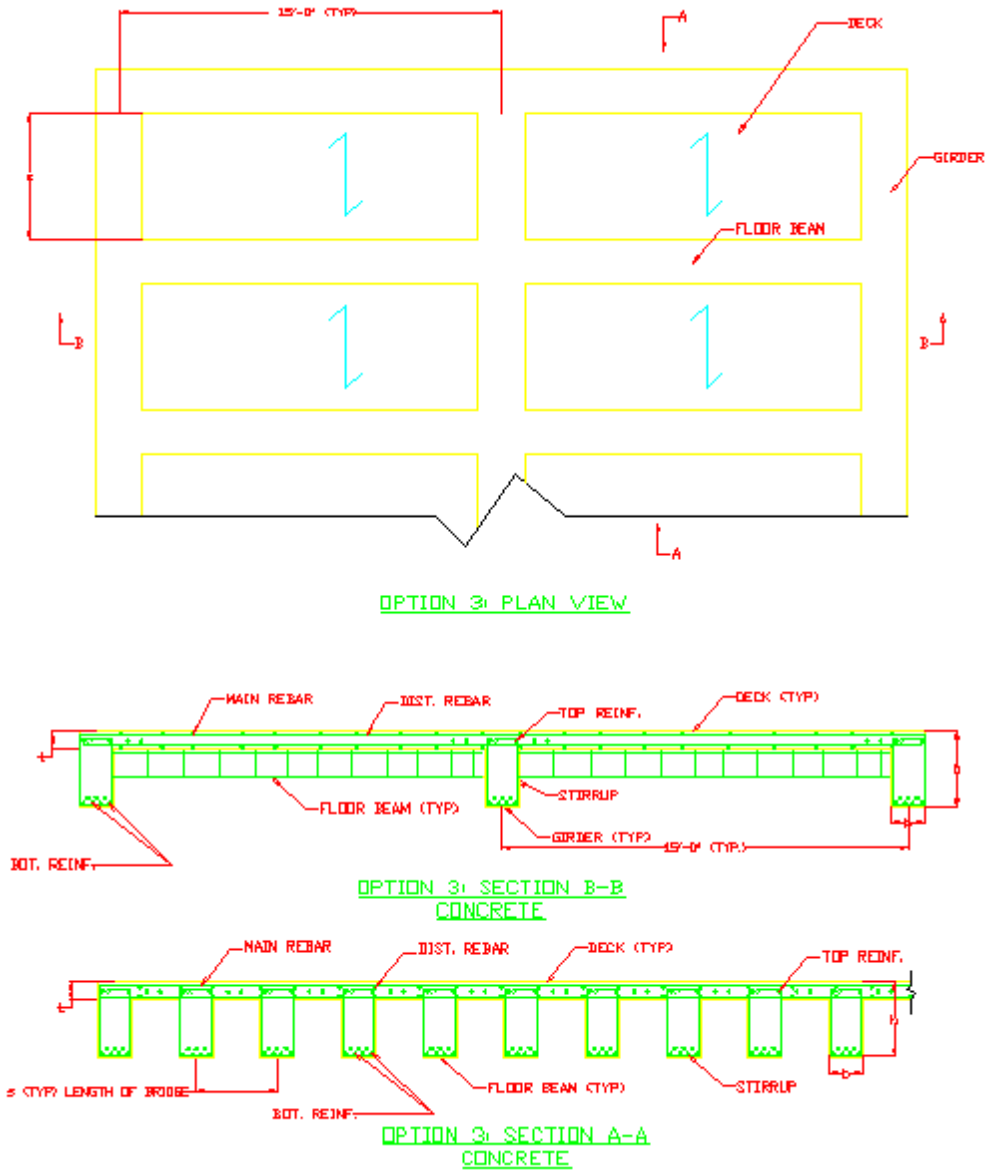 15'-0" (TYP)
A
DECK
GIRDER
FLOOR BEAM
B
B
A
OPTION 3: PLAN VIEW
MAIN REBAR
DIST. REBAR
TOP REINF.
DECK (TYP)
t
FLOOR BEAM (TYP)
STIRRUP
GIRDER (TYP)
b
15'-0" (TYP.)
BOT. REINF.
OPTION 3: SECTION B-B
CONCRETE
MAIN REBAR
DIST. REBAR
DECK (TYP)
TOP REINF.
t
b
S (TYP) LENGTH OF BRIDGE
FLOOR BEAN (TYP)
STIRRUP
BOT. REINF.
OPTION 3: SECTION A-A
CONCRETE